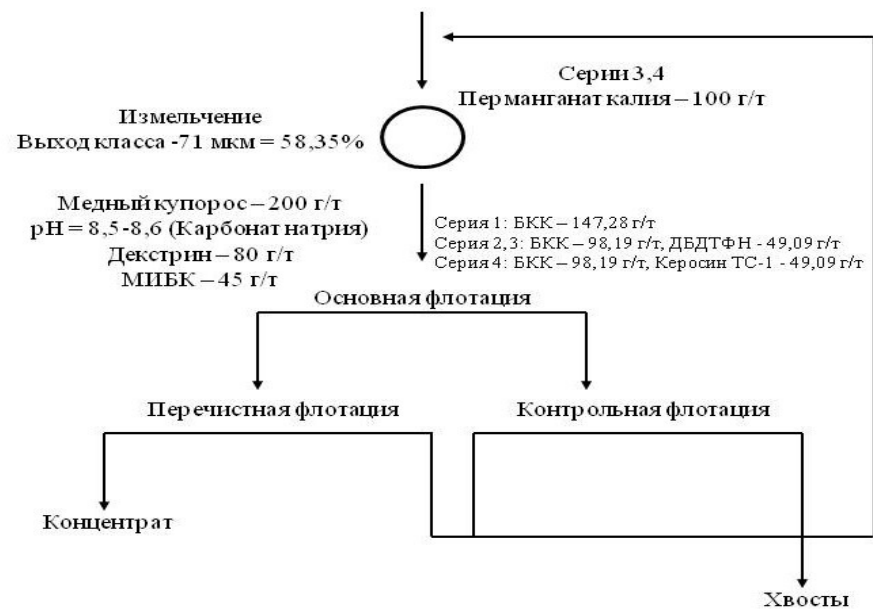 Серии 3,4
Перманганат калия – 100 г/т
Измельчение
Выход класса -71 мкм = 58,35%
Медный купорос – 200 г/т
pH = 8,5-8,6 (Карбонат натрия)
Декстрин – 80 г/т
МИБК – 45 г/т
Серия 1: БКК – 147,28 г/т
Серия 2,3: БКК – 98,19 г/т, ДБДТФН - 49,09 г/т
Серия 4: БКК – 98,19 г/т, Керосин ТС-1 - 49,09 г/т
Основная флотация
Перечистная флотация
Контрольная флотация
Концентрат
Хвосты